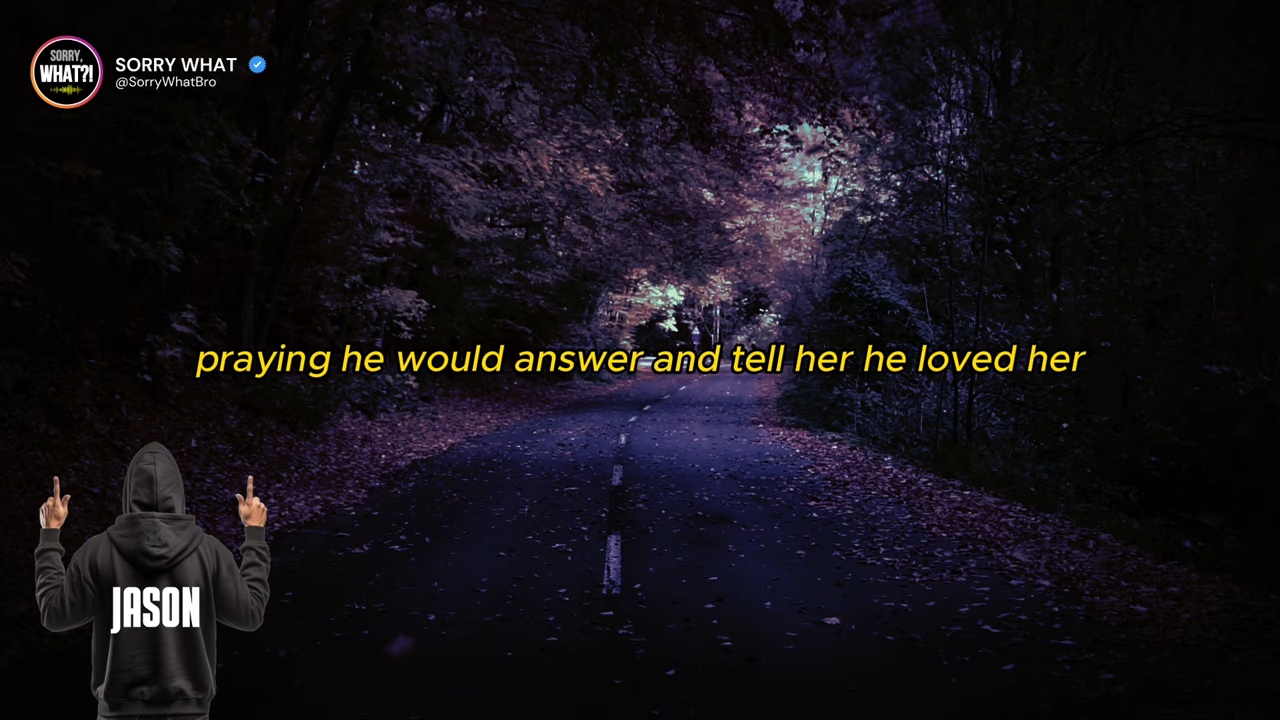 SORRY,
WHAT?!
SORRY WHAT
@SorryWhatBro
praying he would answer and tell her he loved her
JASON